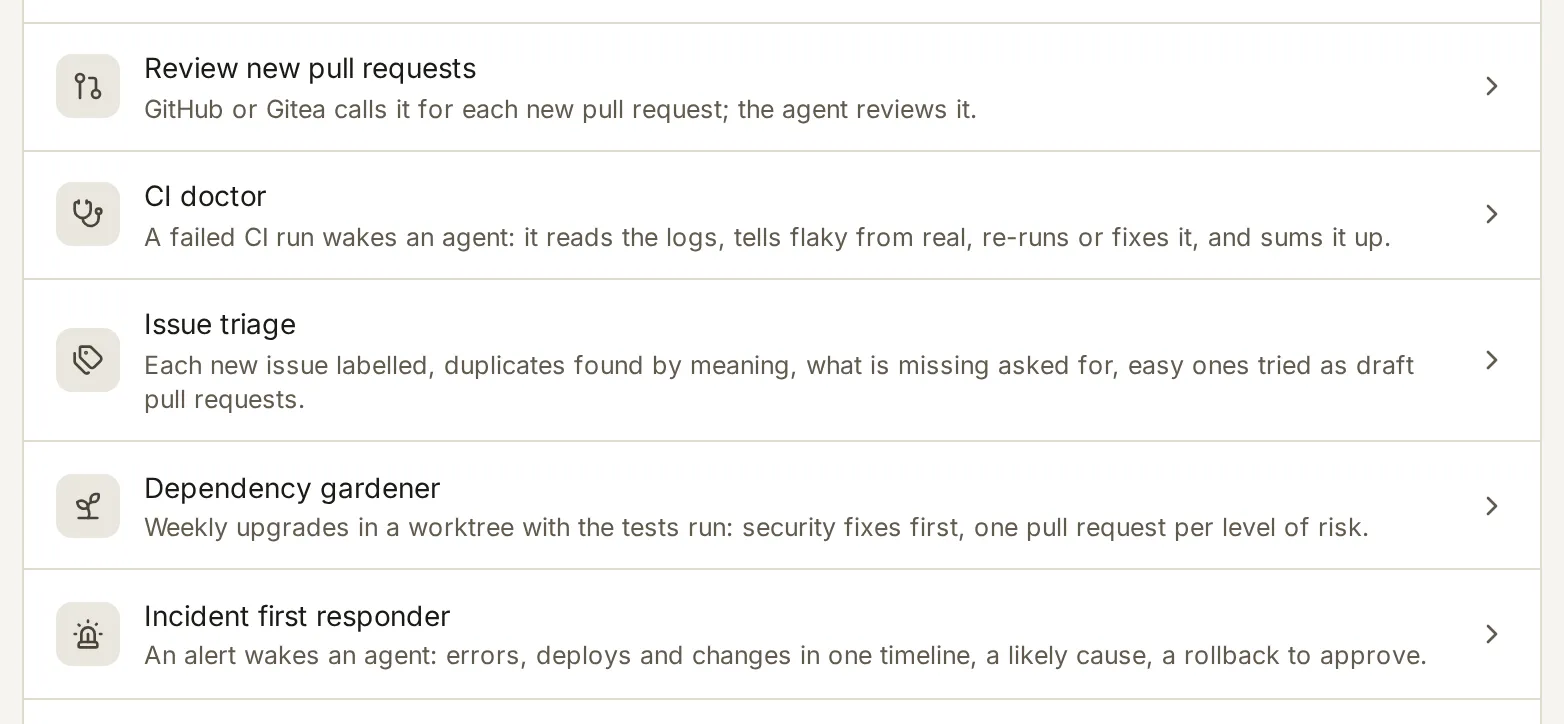 Review new pull requests
GitHub or Gitea calls it for each new pull request; the agent reviews it.
CI doctor
A failed CI run wakes an agent: it reads the logs, tells flaky from real, re-runs or fixes it, and sums it up.
Issue triage
Each new issue labelled, duplicates found by meaning, what is missing asked for, easy ones tried as draft
pull requests.
Dependency gardener
Weekly upgrades in a worktree with the tests run: security fixes first, one pull request per level of risk.
Incident first responder
An alert wakes an agent: errors, deploys and changes in one timeline, a likely cause, a rollback to approve.